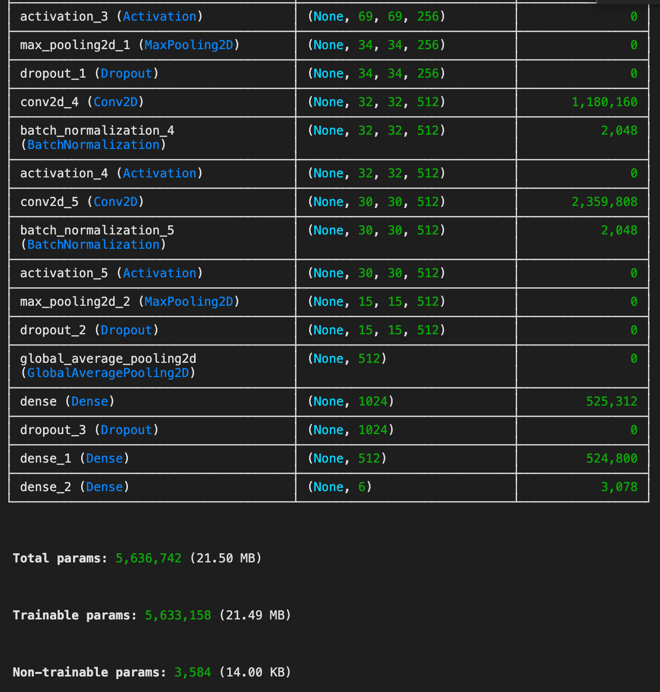 activation_3 (Activation) (None, 69, 69, 256) 0
max_pooling2d_1 (MaxPooling2D) (None, 34, 34, 256) 0
dropout_1 (Dropout) (None, 34, 34, 256) 0
conv2d_4 (Conv2D) (None, 32, 32, 512) 1,180,160
batch_normalization_4 (None, 32, 32, 512) 2,048
(BatchNormalization)
activation_4 (Activation) (None, 32, 32, 512) 0
conv2d_5 (Conv2D) (None, 30, 30, 512) 2,359,808
batch_normalization_5 (None, 30, 30, 512) 2,048
(BatchNormalization)
activation_5 (Activation) (None, 30, 30, 512) 0
max_pooling2d_2 (MaxPooling2D) (None, 15, 15, 512) 0
dropout_2 (Dropout) (None, 15, 15, 512) 0
global_average_pooling2d (None, 512) 0
(GlobalAveragePooling2D)
dense (Dense) (None, 1024) 525,312
dropout_3 (Dropout) (None, 1024) 0
dense_1 (Dense) (None, 512) 524,800
dense_2 (Dense) (None, 6) 3,078
Total params: 5,636,742 (21.50 MB)
Trainable params: 5,633,158 (21.49 MB)
Non-trainable params: 3,584 (14.00 KB)